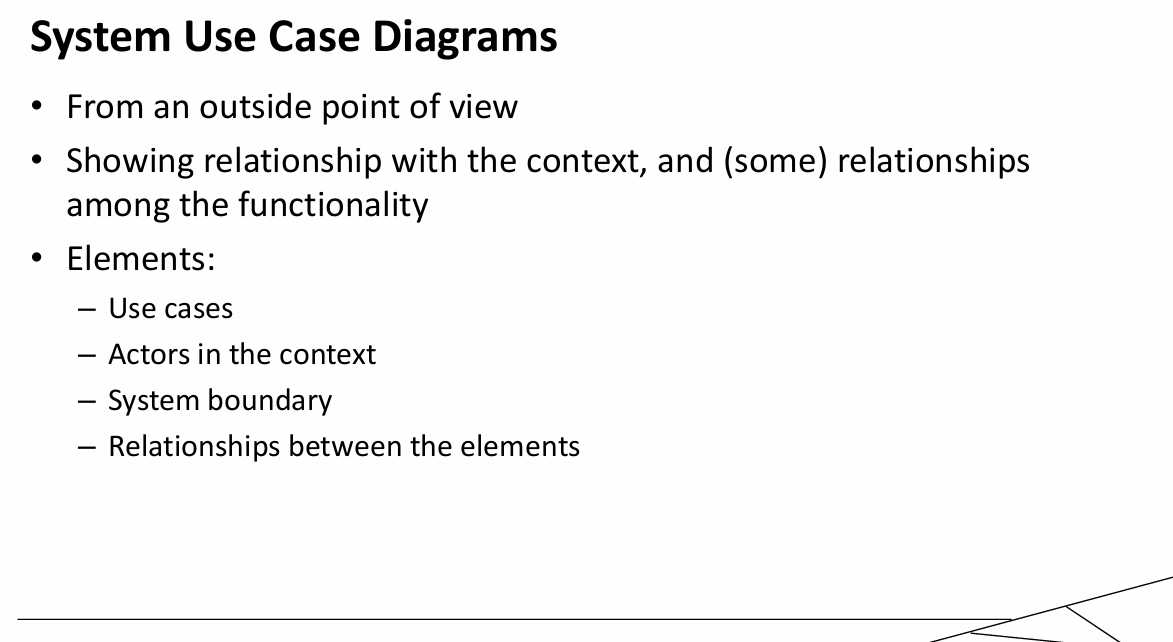 System Use Case Diagrams
• From an outside point of view
• Showing relationship with the context, and (some) relationships
among the functionality
• Elements:
– Use cases
– Actors in the context
– System boundary
– Relationships between the elements